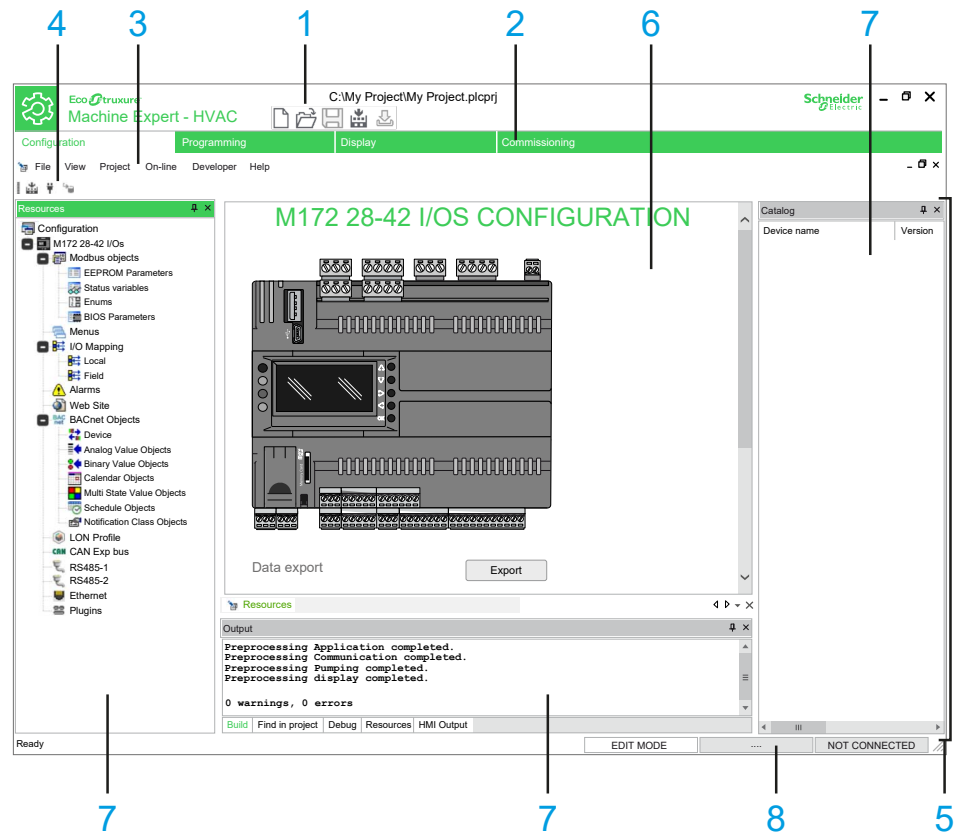 4 3 1 2 6 7
EcoStruxure
Machine Expert - HVAC
C:\My Project\My Project.plcprj
Schneider
Electric
Configuration Programming Display Commissioning
File View Project On-line Developer Help
Resources
Configuration
M172 28-42 I/Os
Modbus objects
EEPROM Parameters
Status variables
Enums
BIOS Parameters
Menus
I/O Mapping
Local
Field
Alarms
Web Site
BACnet Objects
Device
Analog Value Objects
Binary Value Objects
Calendar Objects
Multi State Value Objects
Schedule Objects
Notification Class Objects
LON Profile
CAN CAN Exp bus
RS485-1
RS485-2
Ethernet
Plugins
M172 28-42 I/OS CONFIGURATION
Data export
Export
Resources
Output
Preprocessing Application completed.
Preprocessing Communication completed.
Preprocessing Pumping completed.
Preprocessing display completed.
0 warnings, 0 errors
Build Find in project Debug Resources HMI Output
Catalog
Device name Version
Ready
EDIT MODE .... NOT CONNECTED
7 7 8 5